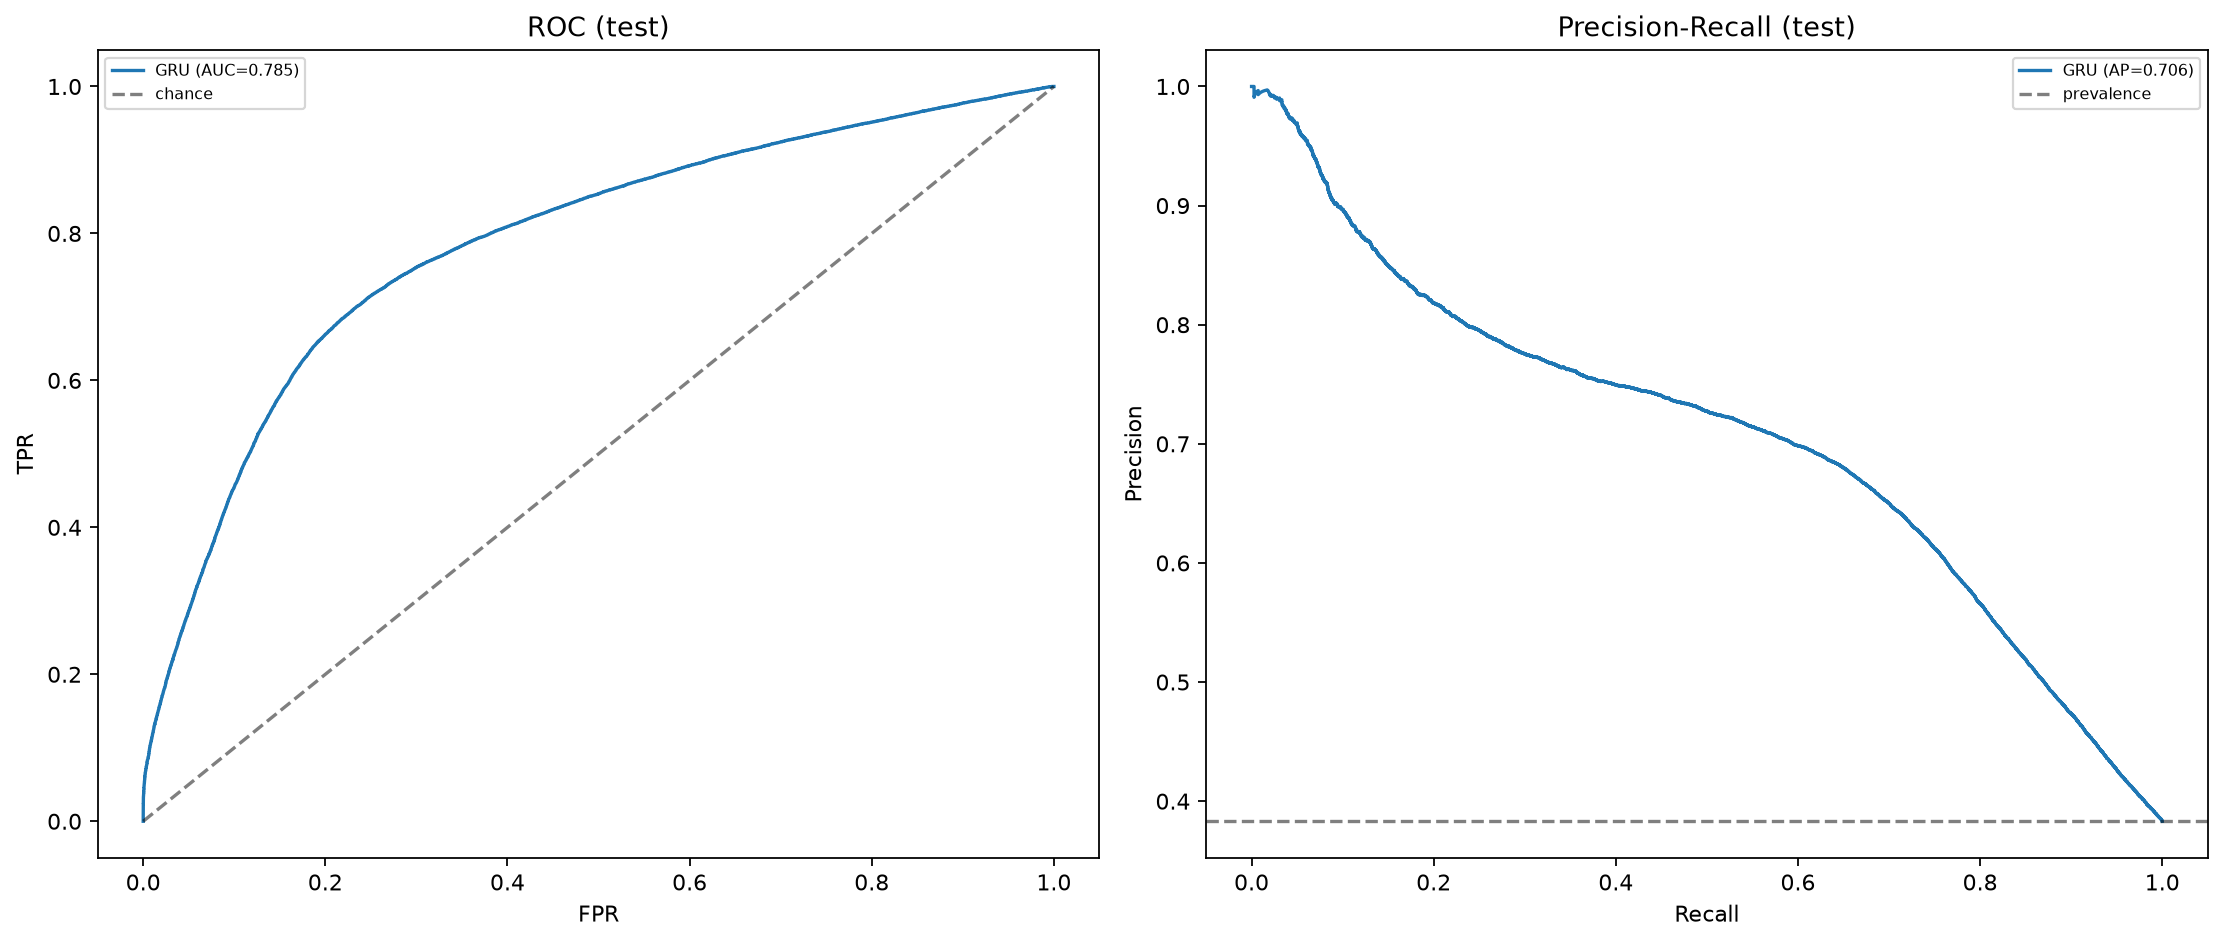 ROC (test)
GRU (AUC=0.785)
chance
1.0
0.8
0.6
0.4
0.2
0.0
TPR
0.0 0.2 0.4 0.6 0.8 1.0
FPR
Precision-Recall (test)
GRU (AP=0.706)
prevalence
1.0
0.9
0.8
0.7
0.6
0.5
0.4
Precision
0.0 0.2 0.4 0.6 0.8 1.0
Recall